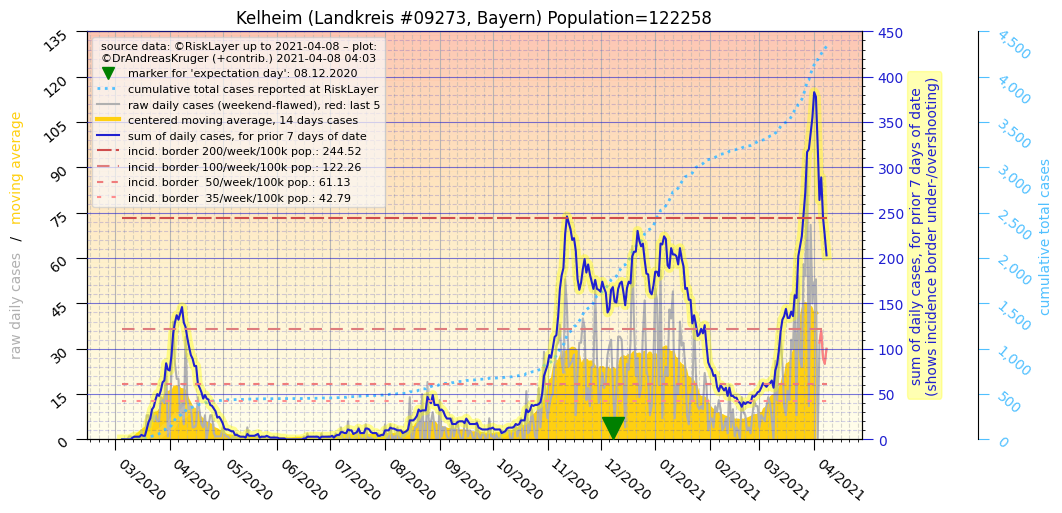 Kelheim (Landkreis #09273, Bayern) Population=122258
source data: ©RiskLayer up to 2021-04-08 – plot:
©DrAndreasKruger (+contrib.) 2021-04-08 04:03
marker for 'expectation day': 08.12.2020
cumulative total cases reported at RiskLayer
raw daily cases (weekend-flawed), red: last 5
centered moving average, 14 days cases
sum of daily cases, for prior 7 days of date
incid. border 200/week/100k pop.: 244.52
incid. border 100/week/100k pop.: 122.26
incid. border  50/week/100k pop.: 61.13
incid. border  35/week/100k pop.: 42.79
raw daily cases / moving average
135
120
105
90
75
60
45
30
15
0
03/2020
04/2020
05/2020
06/2020
07/2020
08/2020
09/2020
10/2020
11/2020
12/2020
01/2021
02/2021
03/2021
04/2021
450
400
350
300
250
200
150
100
50
0
sum of daily cases, for prior 7 days of date
(shows incidence border under-/overshooting)
4,500
4,000
3,500
3,000
2,500
2,000
1,500
1,000
500
0
cumulative total cases